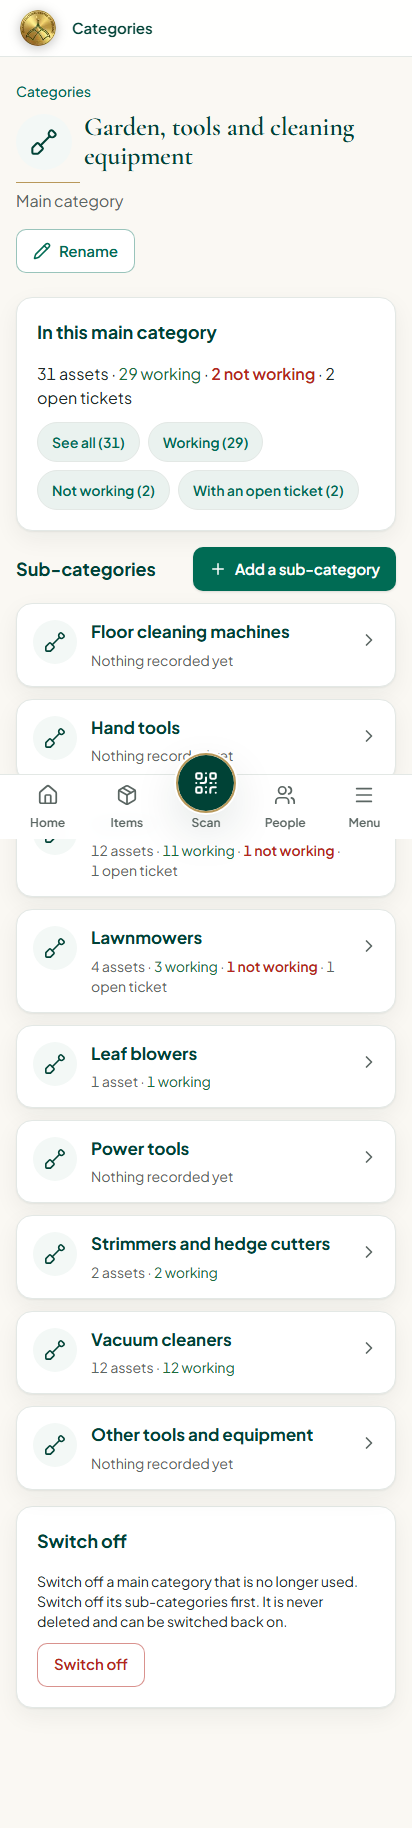 Categories
Categories
Garden, tools and cleaning
equipment
Main category
Rename
In this main category
31 assets · 29 working · 2 not working · 2
open tickets
See all (31)
Working (29)
Not working (2)
With an open ticket (2)
Sub-categories
Add a sub-category
Floor cleaning machines
Nothing recorded yet
Hand tools
Nothing recorded yet
Home
Items
Scan
People
Menu
12 assets · 11 working · 1 not working ·
1 open ticket
Lawnmowers
4 assets · 3 working · 1 not working · 1
open ticket
Leaf blowers
1 asset · 1 working
Power tools
Nothing recorded yet
Strimmers and hedge cutters
2 assets · 2 working
Vacuum cleaners
12 assets · 12 working
Other tools and equipment
Nothing recorded yet
Switch off
Switch off a main category that is no longer used.
Switch off its sub-categories first. It is never
deleted and can be switched back on.
Switch off